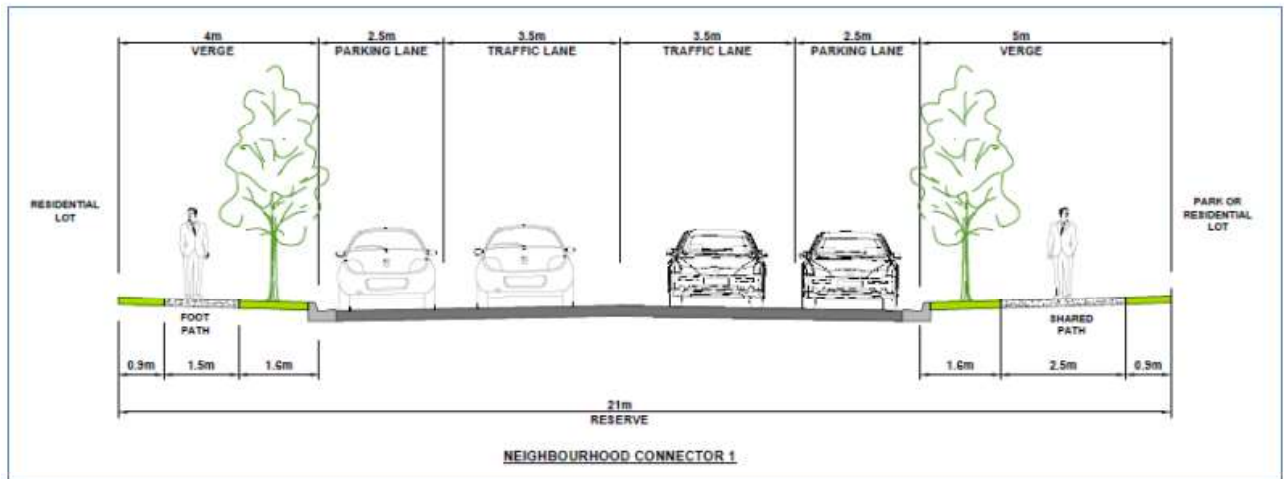 4m
VERGE
2.5m
PARKING LANE
3.5m
TRAFFIC LANE
3.5m
TRAFFIC LANE
2.5m
PARKING LANE
5m
VERGE
RESIDENTIAL
LOT
PARK OR
RESIDENTIAL
LOT
FOOT
PATH
SHARED
PATH
0.9m
1.5m
1.6m
1.6m
2.5m
0.9m
21m
RESERVE
NEIGHBOURHOOD CONNECTOR 1